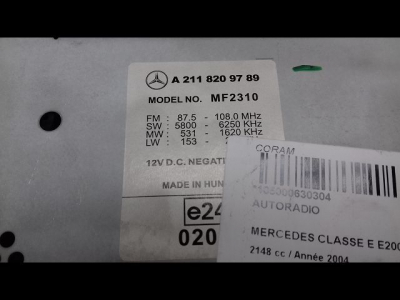 A 211 820 97 89
MODEL NO. MF2310
FM : 87.5 - 108.0 MHz
SW : 5800 - 6250 KHz
MW : 531 - 1620 KHz
LW : 153 -
12V D.C. NEGATI
MADE IN HUN
e24
020
CORAM
AUTORADIO
MERCEDES CLASSE E E200
2148 cc / Année 2004